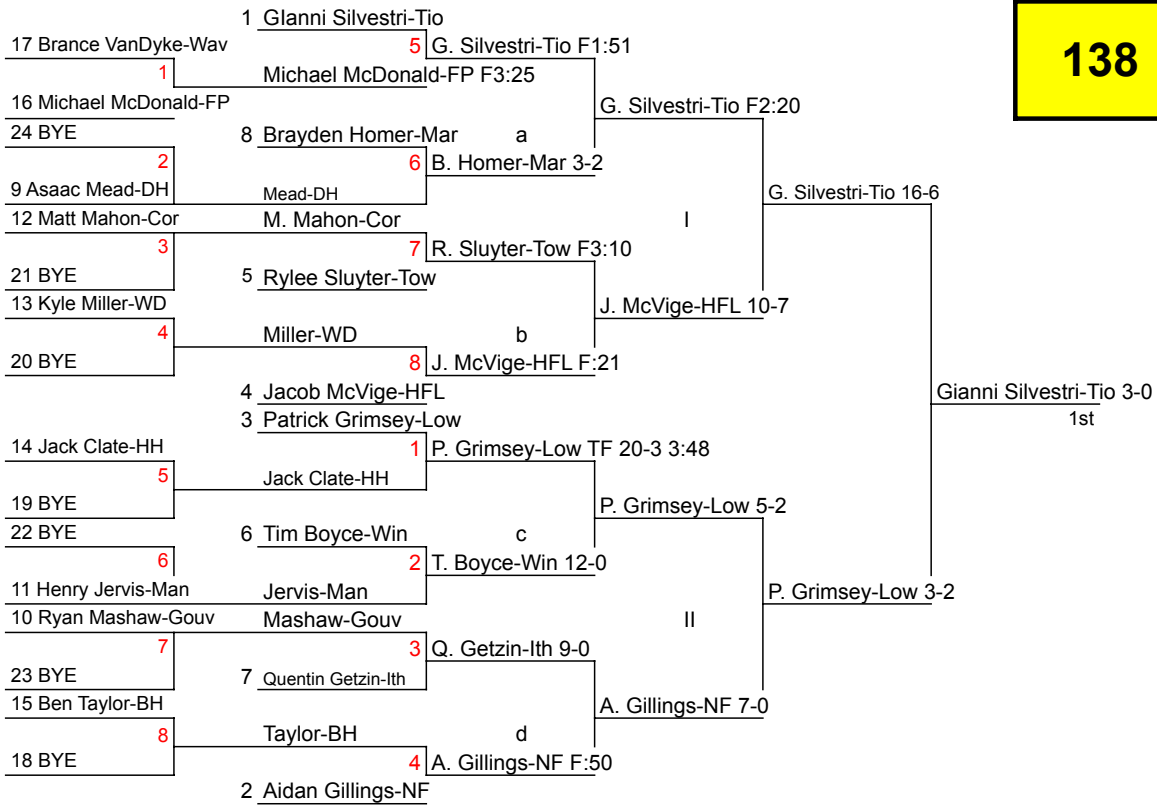 138
1 GIanni Silvestri-Tio
17 Brance VanDyke-Wav
5 G. Silvestri-Tio F1:51
1 Michael McDonald-FP F3:25
16 Michael McDonald-FP
G. Silvestri-Tio F2:20
24 BYE
8 Brayden Homer-Mar a
2
6 B. Homer-Mar 3-2
9 Asaac Mead-DH
Mead-DH
G. Silvestri-Tio 16-6
12 Matt Mahon-Cor
M. Mahon-Cor
I
3
7 R. Sluyter-Tow F3:10
21 BYE
5 Rylee Sluyter-Tow
13 Kyle Miller-WD
J. McVige-HFL 10-7
4
Miller-WD
b
20 BYE
8 J. McVige-HFL F:21
4 Jacob McVige-HFL
Gianni Silvestri-Tio 3-0
1st
3 Patrick Grimsey-Low
14 Jack Clate-HH
1 P. Grimsey-Low TF 20-3 3:48
5
Jack Clate-HH
19 BYE
P. Grimsey-Low 5-2
22 BYE
6 Tim Boyce-Win c
6
2 T. Boyce-Win 12-0
11 Henry Jervis-Man
Jervis-Man
P. Grimsey-Low 3-2
10 Ryan Mashaw-Gouv
Mashaw-Gouv
II
7
3 Q. Getzin-Ith 9-0
23 BYE
7 Quentin Getzin-Ith
15 Ben Taylor-BH
A. Gillings-NF 7-0
8
Taylor-BH
d
18 BYE
4 A. Gillings-NF F:50
2 Aidan Gillings-NF